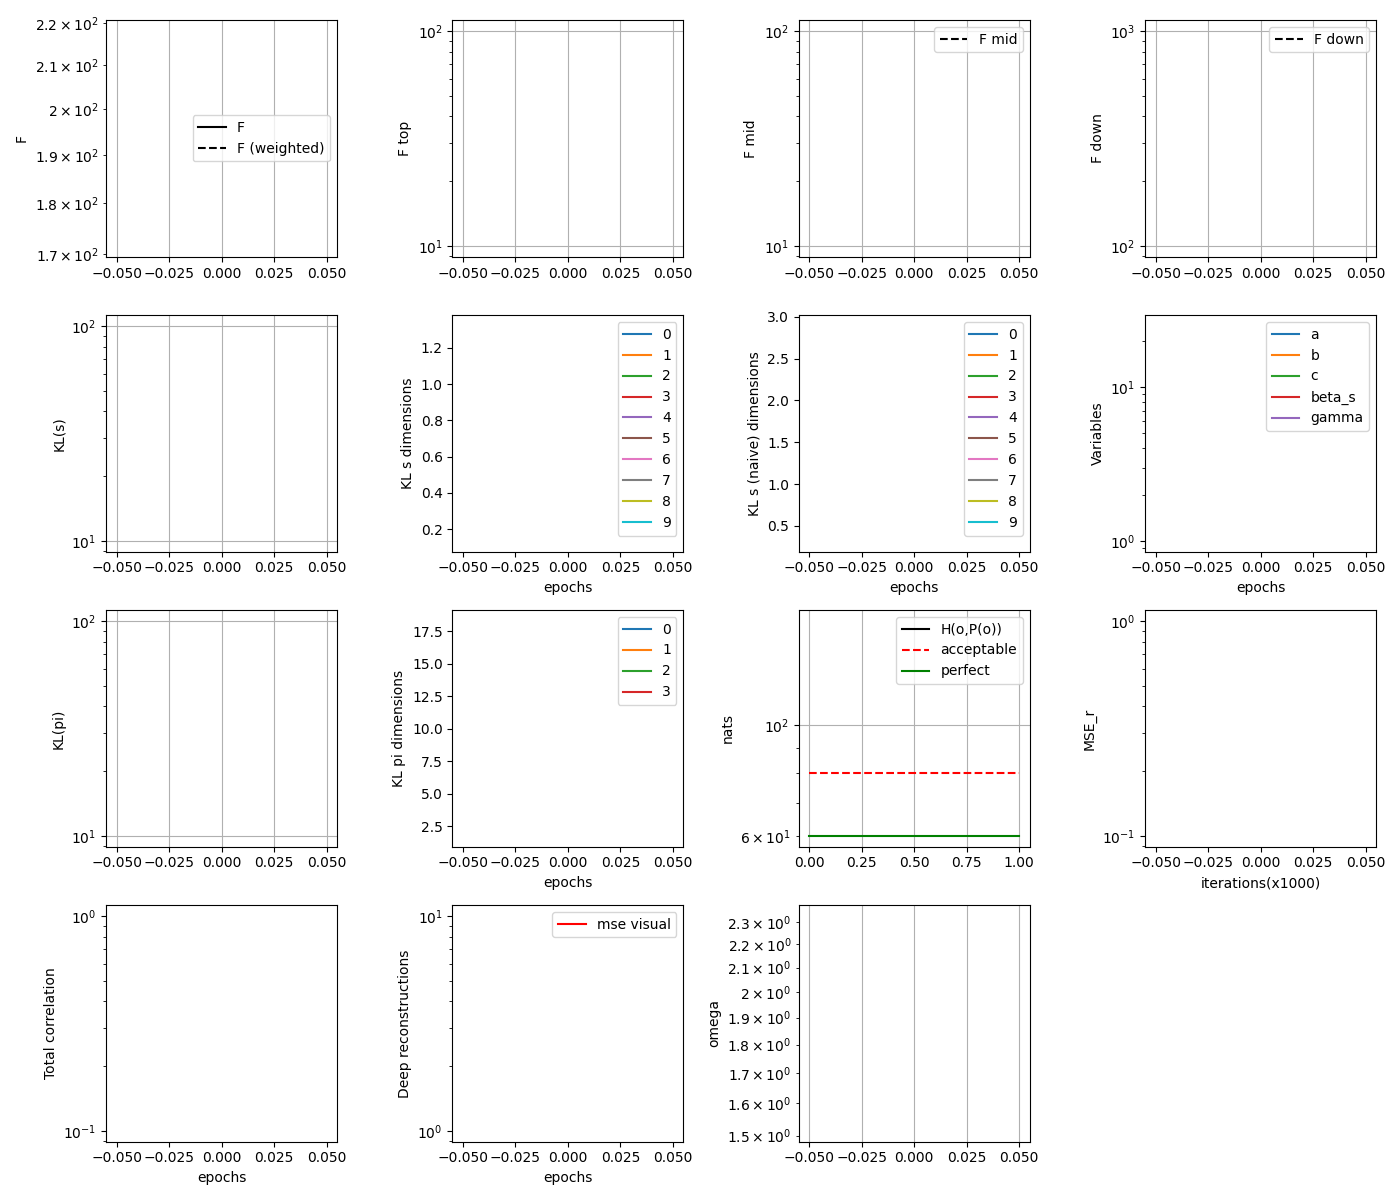 2.2 × 10²
2.1 × 10²
2 × 10²
1.9 × 10²
1.8 × 10²
1.7 × 10²
F
F
F (weighted)
−0.050 −0.025 0.000 0.025 0.050
10²
10¹
F top
−0.050 −0.025 0.000 0.025 0.050
10²
10¹
F mid
F mid
−0.050 −0.025 0.000 0.025 0.050
10³
10²
F down
F down
−0.050 −0.025 0.000 0.025 0.050
10²
10¹
KL(s)
−0.050 −0.025 0.000 0.025 0.050
1.2
1.0
0.8
0.6
0.4
0.2
KL s dimensions
0
1
2
3
4
5
6
7
8
9
−0.050 −0.025 0.000 0.025 0.050
epochs
3.0
2.5
2.0
1.5
1.0
0.5
KL s (naive) dimensions
0
1
2
3
4
5
6
7
8
9
−0.050 −0.025 0.000 0.025 0.050
epochs
10¹
10⁰
Variables
a
b
c
beta_s
gamma
−0.050 −0.025 0.000 0.025 0.050
epochs
10²
10¹
KL(pi)
−0.050 −0.025 0.000 0.025 0.050
17.5
15.0
12.5
10.0
7.5
5.0
2.5
KL pi dimensions
0
1
2
3
−0.050 −0.025 0.000 0.025 0.050
epochs
10²
6 × 10¹
nats
H(o,P(o))
acceptable
perfect
0.00 0.25 0.50 0.75 1.00
10⁰
10⁻¹
MSE_r
−0.050 −0.025 0.000 0.025 0.050
iterations(x1000)
10⁰
10⁻¹
Total correlation
−0.050 −0.025 0.000 0.025 0.050
epochs
10¹
10⁰
Deep reconstructions
mse visual
−0.050 −0.025 0.000 0.025 0.050
epochs
2.3 × 10⁰
2.2 × 10⁰
2.1 × 10⁰
2 × 10⁰
1.9 × 10⁰
1.8 × 10⁰
1.7 × 10⁰
1.6 × 10⁰
1.5 × 10⁰
omega
−0.050 −0.025 0.000 0.025 0.050